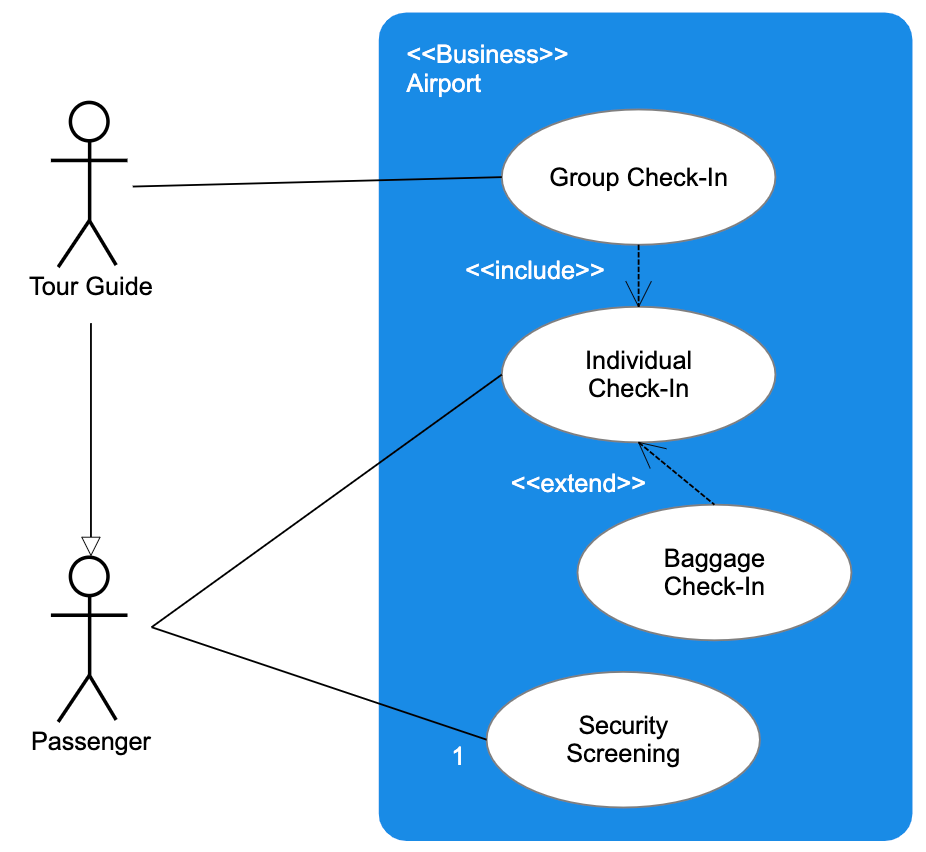 <<Business>>
Airport
Group Check-In
<<include>>
Tour Guide
Individual
Check-In
<<extend>>
Baggage
Check-In
Security
Screening
1
Passenger